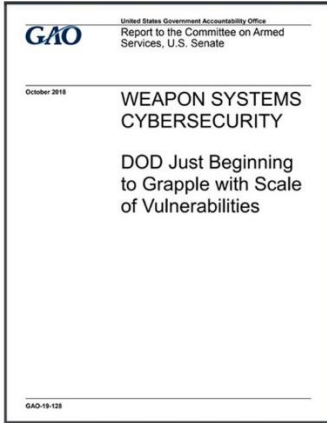 United States Government Accountability Office
GAO
Report to the Committee on Armed
Services, U.S. Senate
October 2018
WEAPON SYSTEMS
CYBERSECURITY
DOD Just Beginning
to Grapple with Scale
of Vulnerabilities
GAO-19-128